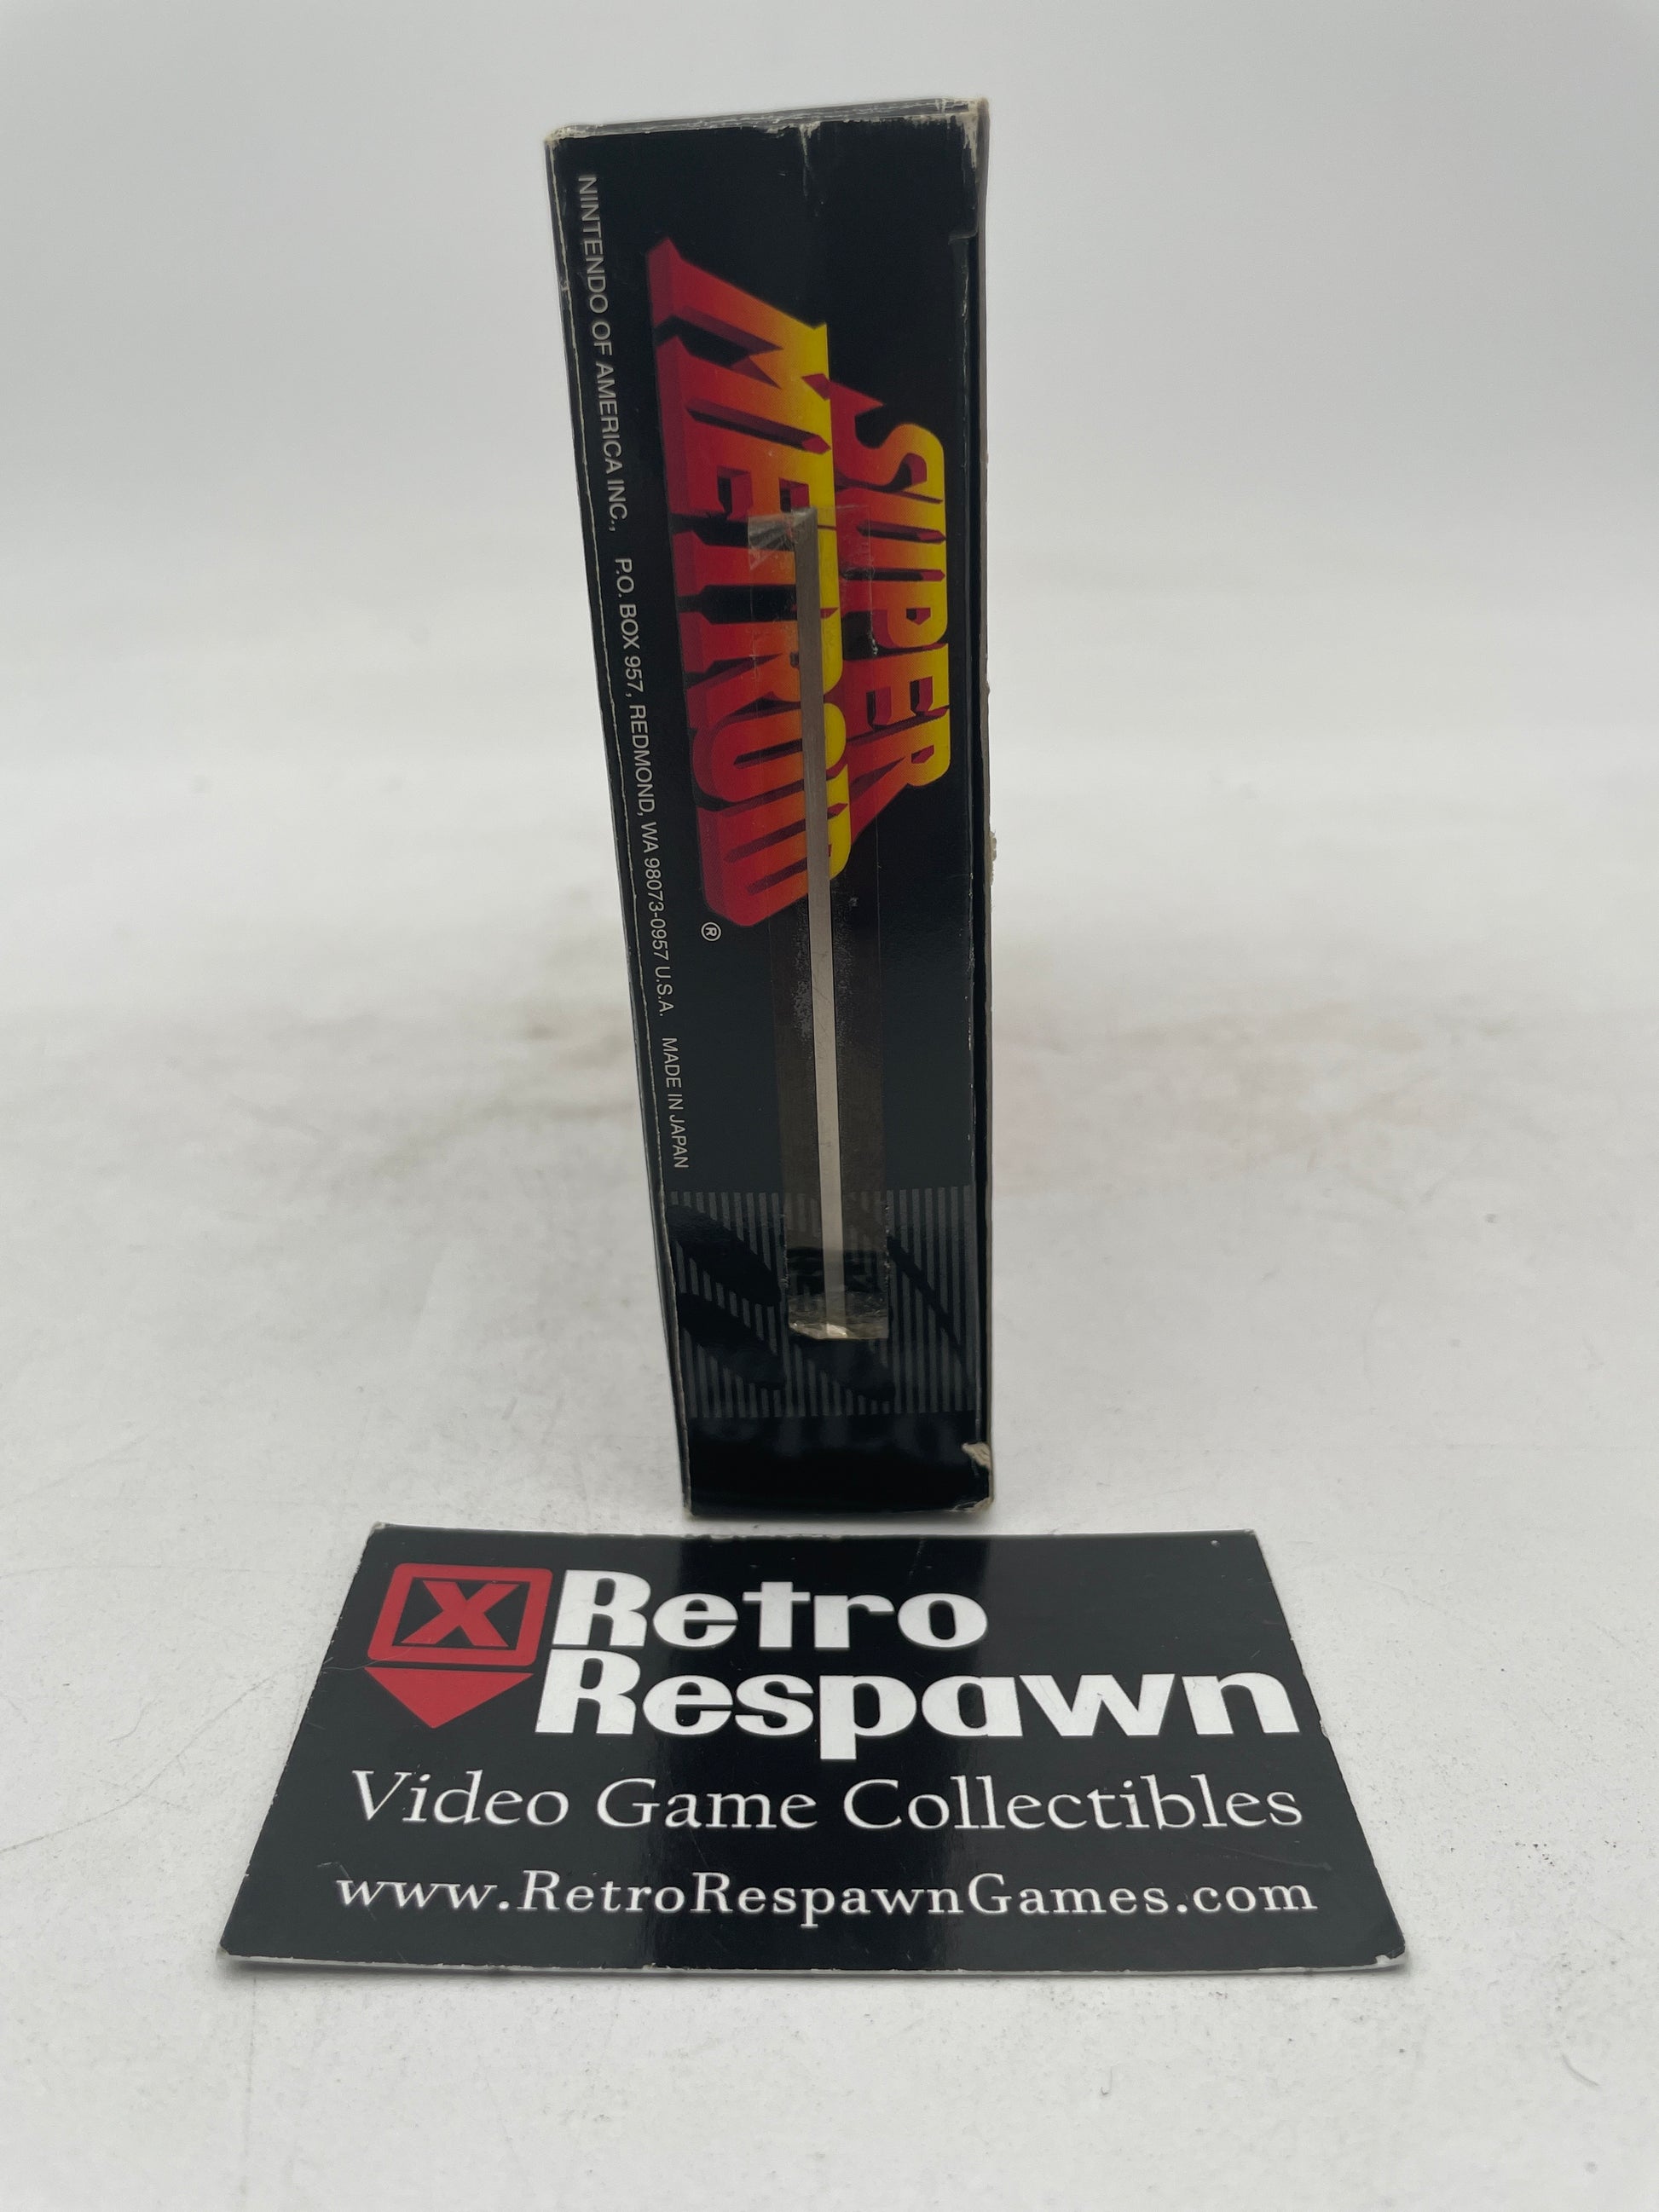 SUPER
METROID®
NINTENDO OF AMERICA INC., P.O. BOX 957, REDMOND, WA 98073-0957 U.S.A. MADE IN JAPAN
X Retro
Respawn
Video Game Collectibles
www.RetroRespawnGames.com